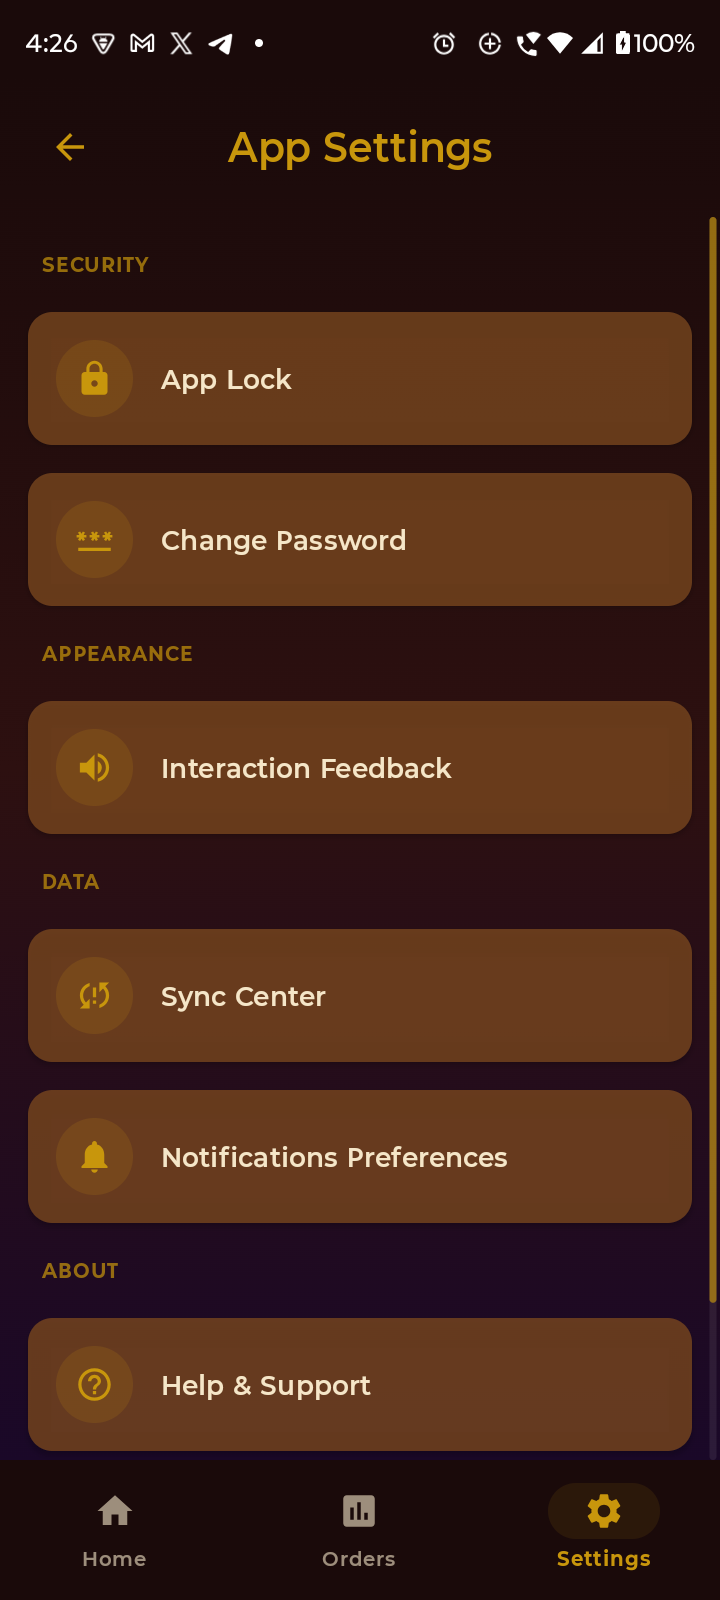 4:26
100%
App Settings
SECURITY
App Lock
Change Password
APPEARANCE
Interaction Feedback
DATA
Sync Center
Notifications Preferences
ABOUT
Help & Support
Home
Orders
Settings